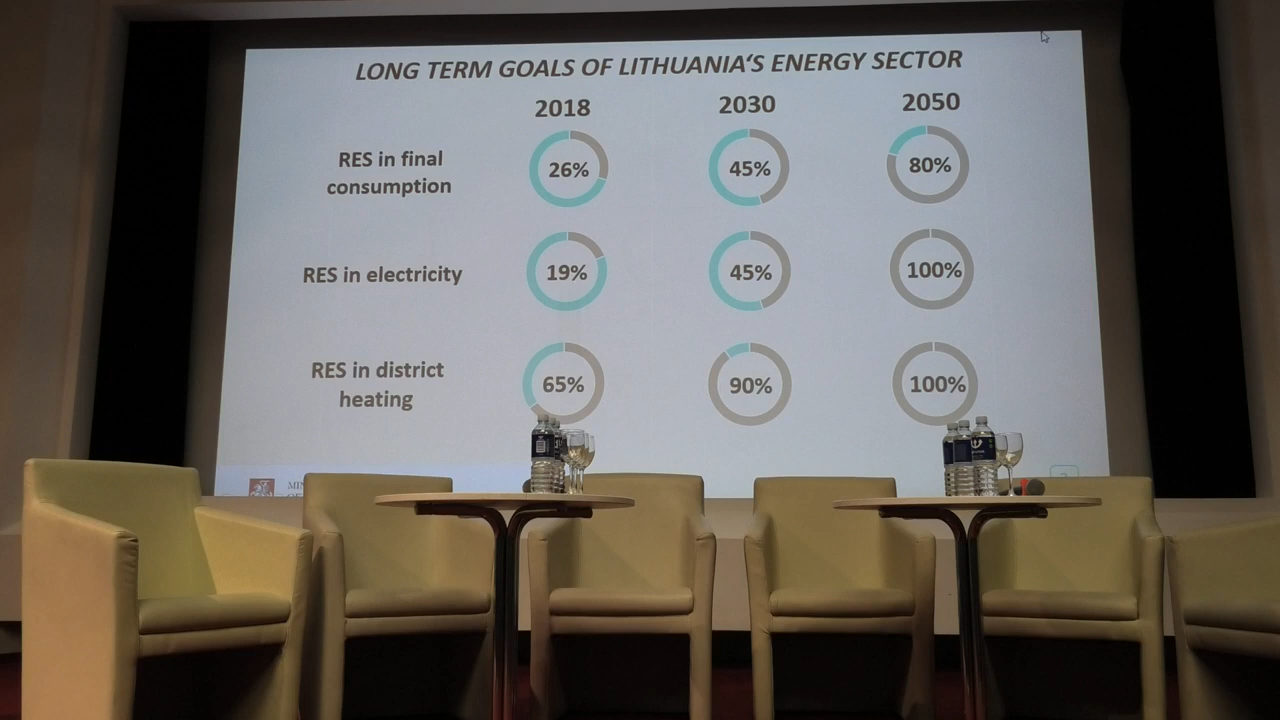 LONG TERM GOALS OF LITHUANIA‘S ENERGY SECTOR
2018 2030 2050
RES in final
consumption
26% 45% 80%
RES in electricity
19% 45% 100%
RES in district
heating
65% 90% 100%